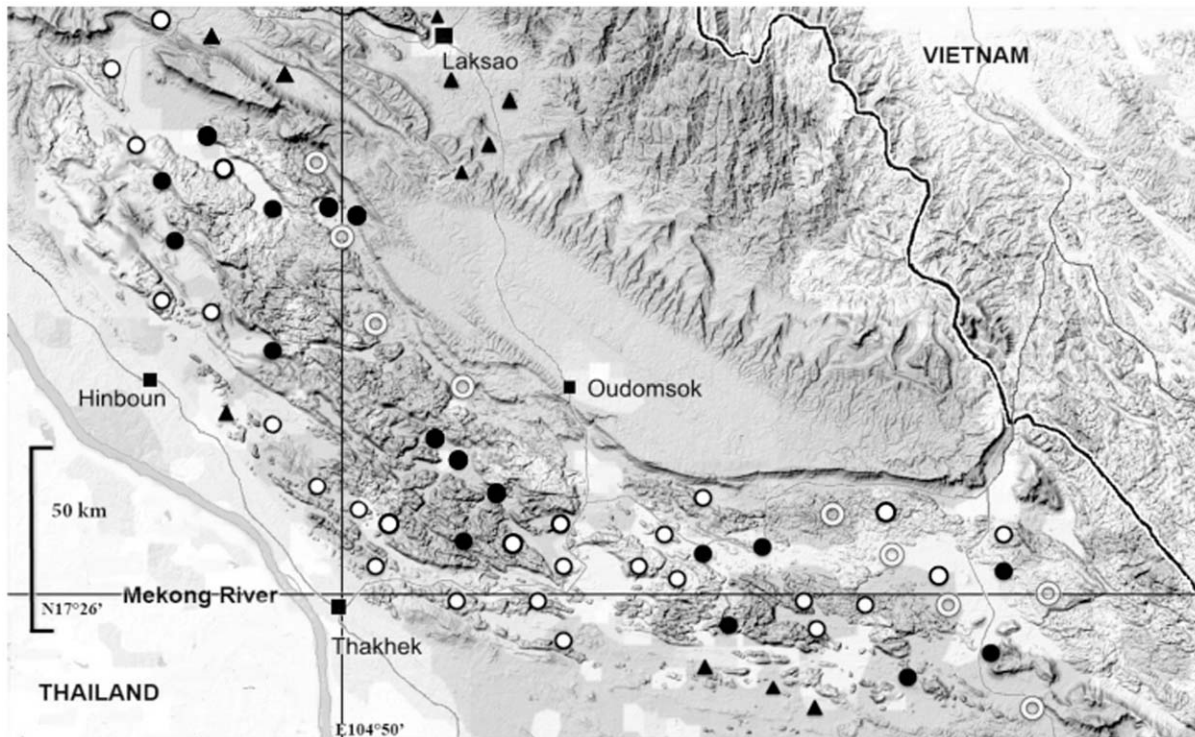 VIETNAM
Laksao
Oudomsok
Hinboun
50 km
Mekong River
N17°26’
Thakhek
THAILAND
E104°50’